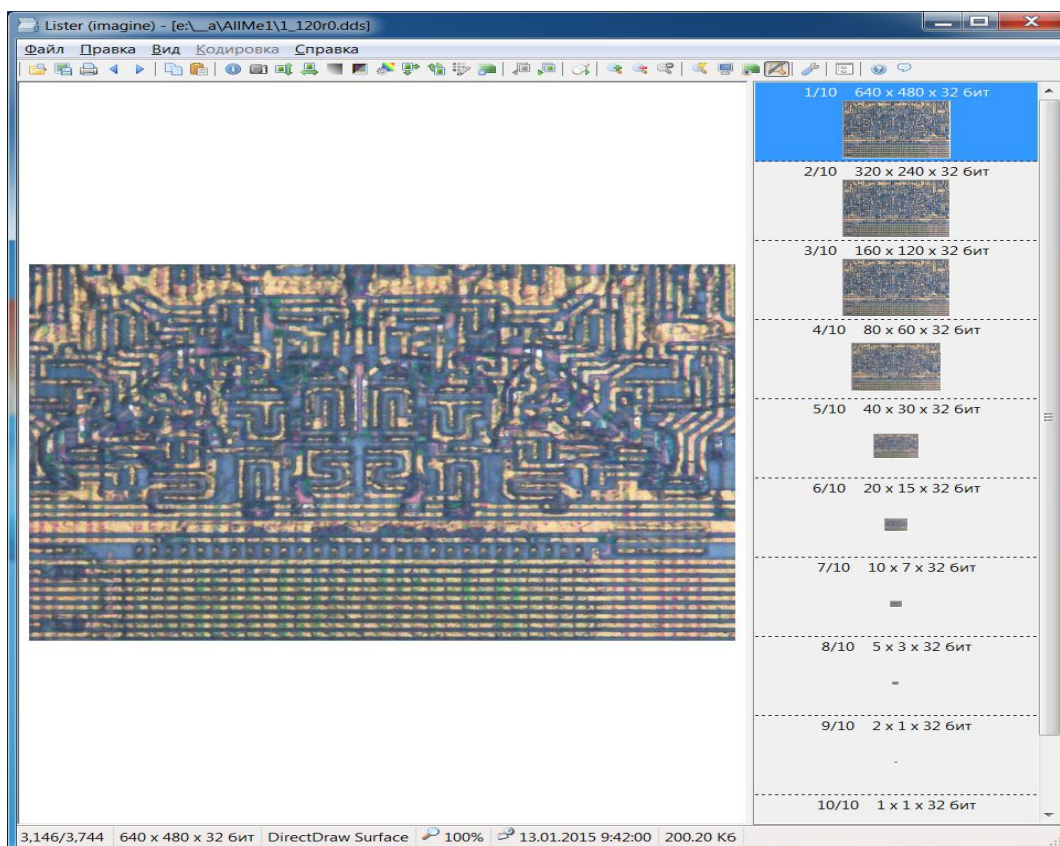 Lister (imagine) - [e:\__a\AllMe1\1_120r0.dds]
Файл Правка Вид Кодировка Справка
1/10 640 x 480 x 32 бит
2/10 320 x 240 x 32 бит
3/10 160 x 120 x 32 бит
4/10 80 x 60 x 32 бит
5/10 40 x 30 x 32 бит
6/10 20 x 15 x 32 бит
7/10 10 x 7 x 32 бит
8/10 5 x 3 x 32 бит
9/10 2 x 1 x 32 бит
10/10 1 x 1 x 32 бит
3,146/3,744 640 x 480 x 32 бит DirectDraw Surface 100% 13.01.2015 9:42:00 200.20 Кб